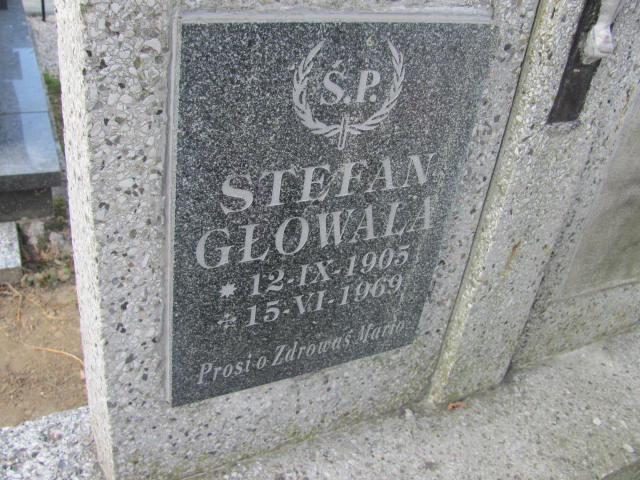 Ś.P.
STEFAN
GŁOWALA
* 12-IX-1905
✣ 15-VI-1969
Prosi o Zdrowaś Mario